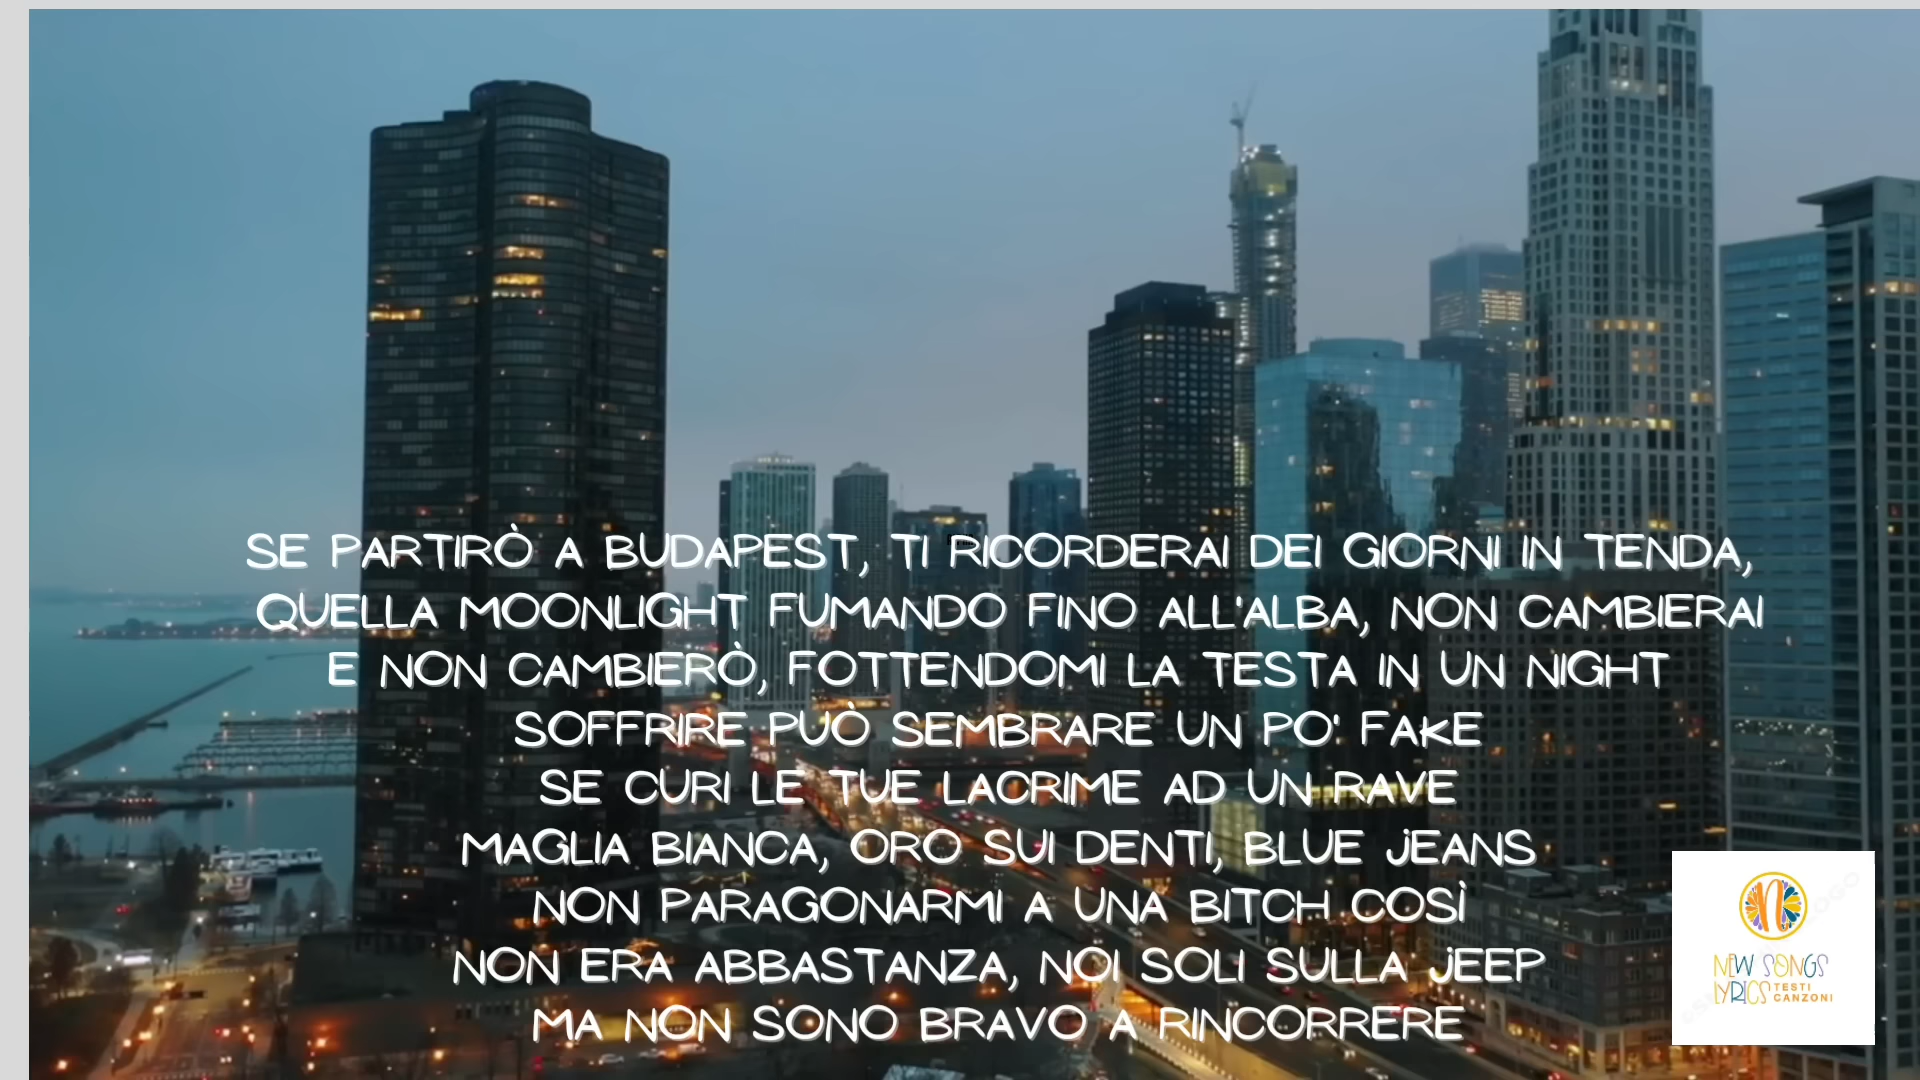 SE PARTIRÒ A BUDAPEST, TI RICORDERAI DEI GIORNI IN TENDA,
QUELLA MOONLIGHT FUMANDO FINO ALL'ALBA, NON CAMBIERAI
E NON CAMBIERÒ, FOTTENDOMI LA TESTA IN UN NIGHT
SOFFRIRE PUÒ SEMBRARE UN PO' FAKE
SE CURI LE TUE LACRIME AD UN RAVE
MAGLIA BIANCA, ORO SUI DENTI, BLUE JEANS
NON PARAGONARMI A UNA BITCH COSÌ
NON ERA ABBASTANZA, NOI SOLI SULLA JEEP
MA NON SONO BRAVO A RINCORRERE
n
NEW SONGS
LYRICS TESTI
CANZONI